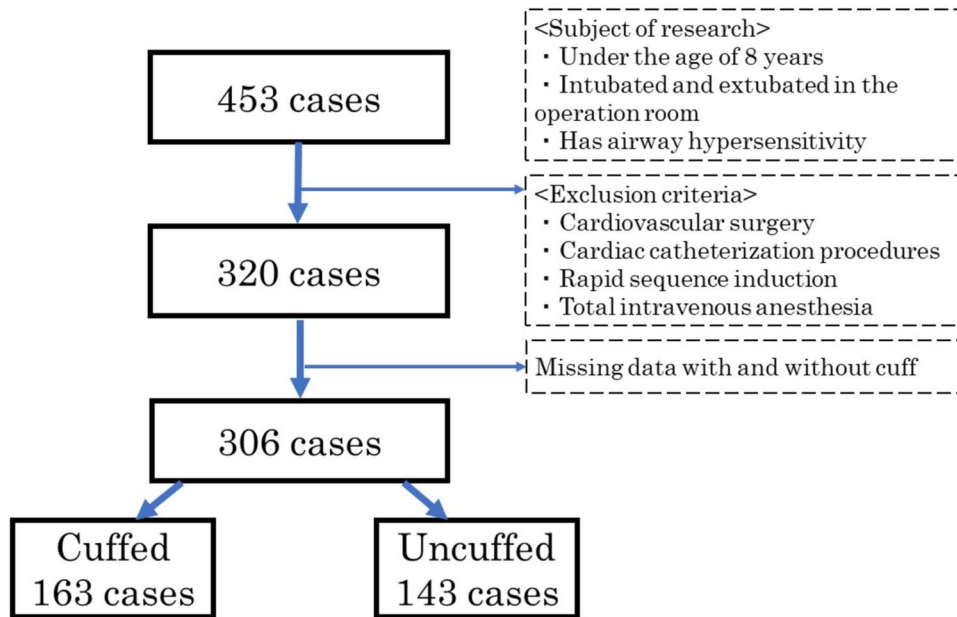 453 cases
<Subject of research>
・Under the age of 8 years
・Intubated and extubated in the
operation room
・Has airway hypersensitivity
<Exclusion criteria>
・Cardiovascular surgery
・Cardiac catheterization procedures
・Rapid sequence induction
・Total intravenous anesthesia
320 cases
Missing data with and without cuff
306 cases
Cuffed
163 cases
Uncuffed
143 cases